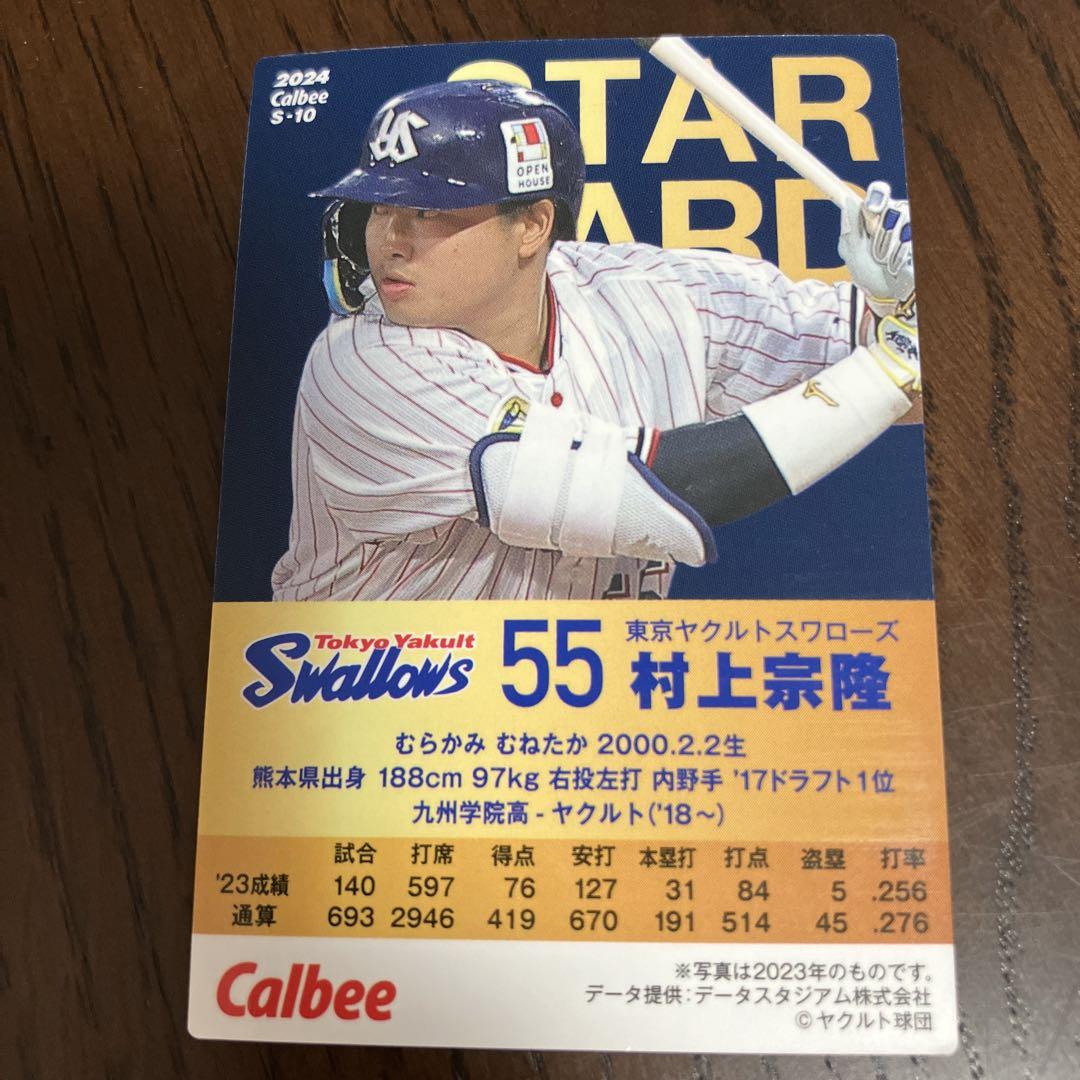 2024
Calbee
S-10
STAR
CARD
YS
OPEN
HOUSE
Tokyo Yakult
Swallows
55
東京ヤクルトスワローズ
村上宗隆
むらかみ むねたか 2000.2.2生
熊本県出身 188cm 97kg 右投左打 内野手 '17ドラフト1位
九州学院高 - ヤクルト('18〜)
試合 打席 得点 安打 本塁打 打点 盗塁 打率
'23成績 140 597 76 127 31 84 5 .256
通算 693 2946 419 670 191 514 45 .276
Calbee
※写真は2023年のものです。
データ提供:データスタジアム株式会社
©ヤクルト球団